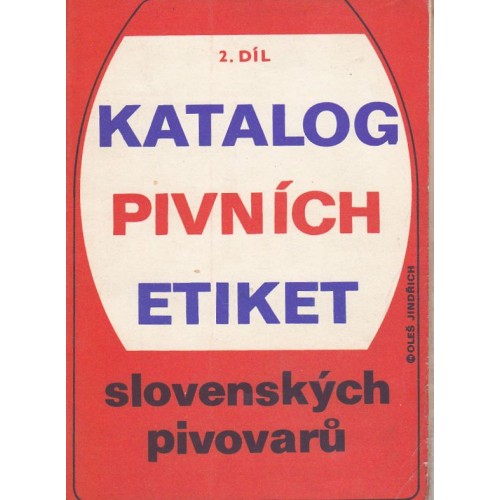 2. DÍL
KATALOG
PIVNÍCH
ETIKET
©OLEŠ JINDŘICH
slovenských
pivovarů